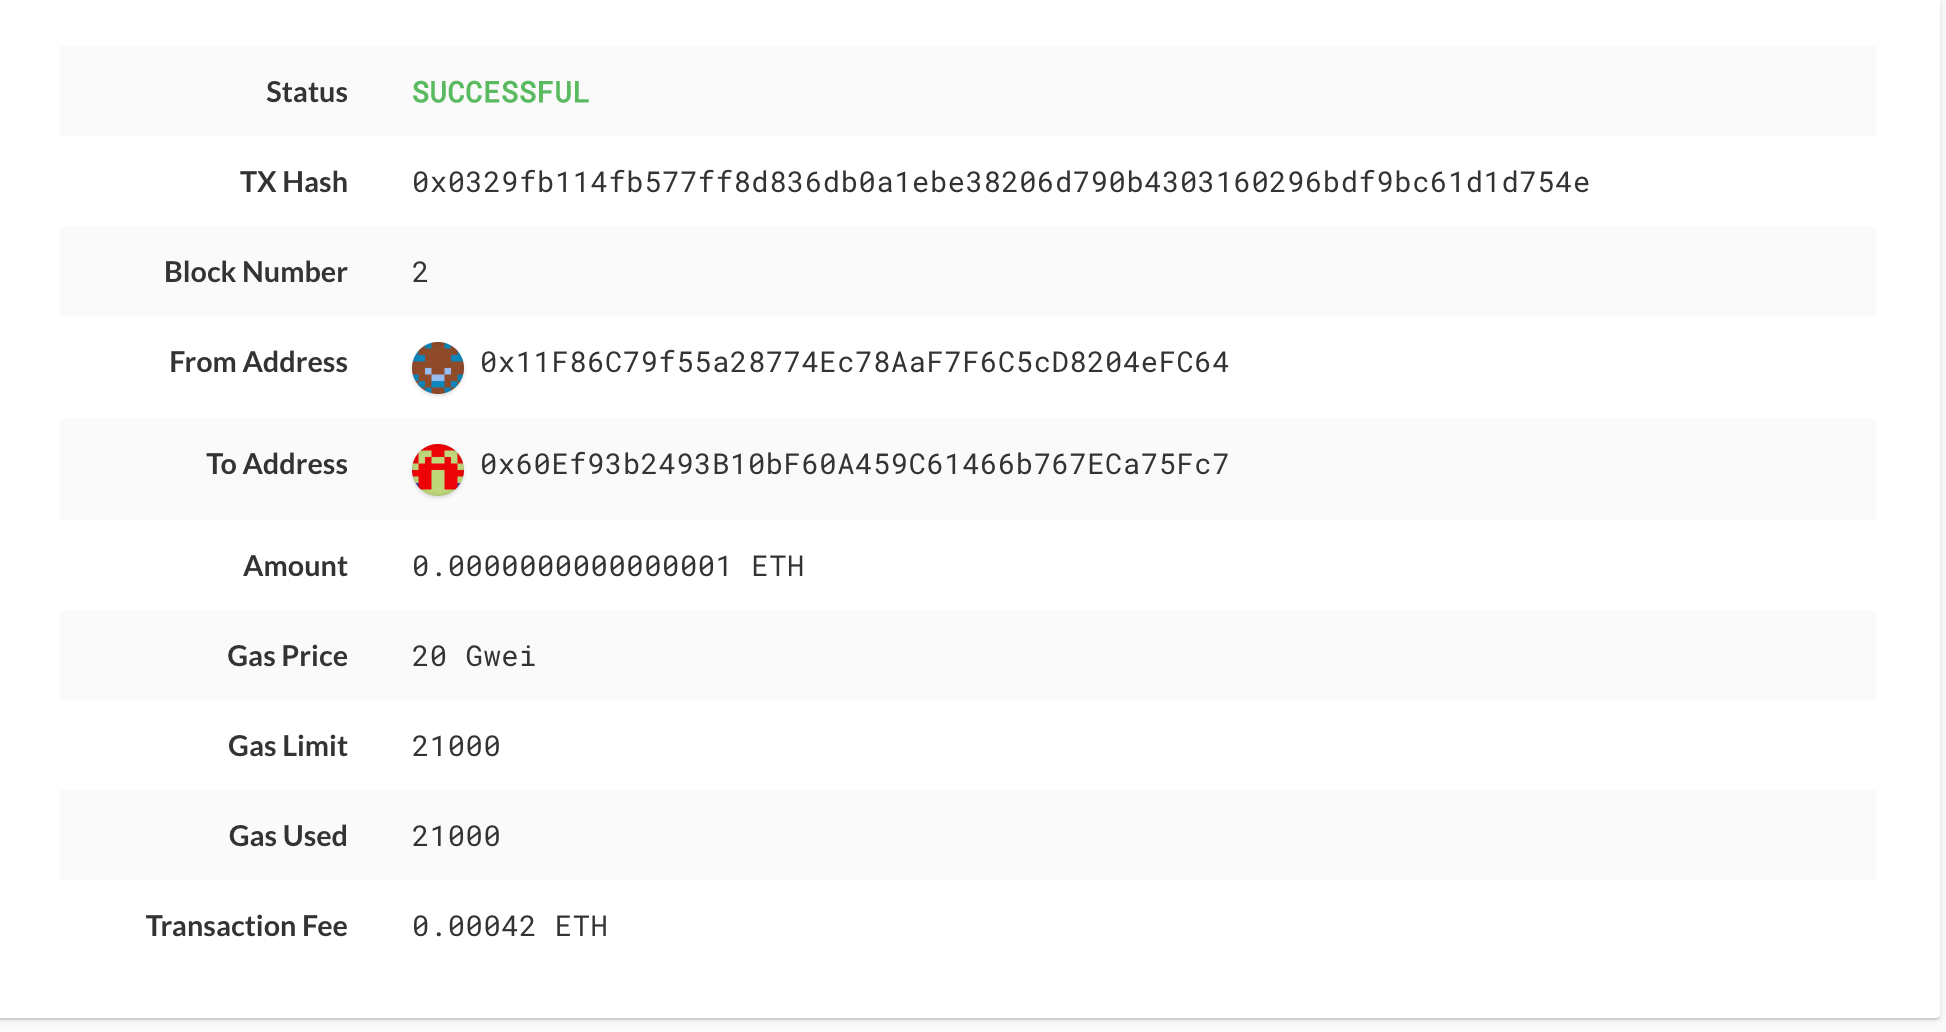 Status SUCCESSFUL
TX Hash 0x0329fb114fb577ff8d836db0a1ebe38206d790b4303160296bdf9bc61d1d754e
Block Number 2
From Address 0x11F86C79f55a28774Ec78AaF7F6C5cD8204eFC64
To Address 0x60Ef93b2493B10bF60A459C61466b767ECa75Fc7
Amount 0.0000000000000001 ETH
Gas Price 20 Gwei
Gas Limit 21000
Gas Used 21000
Transaction Fee 0.00042 ETH